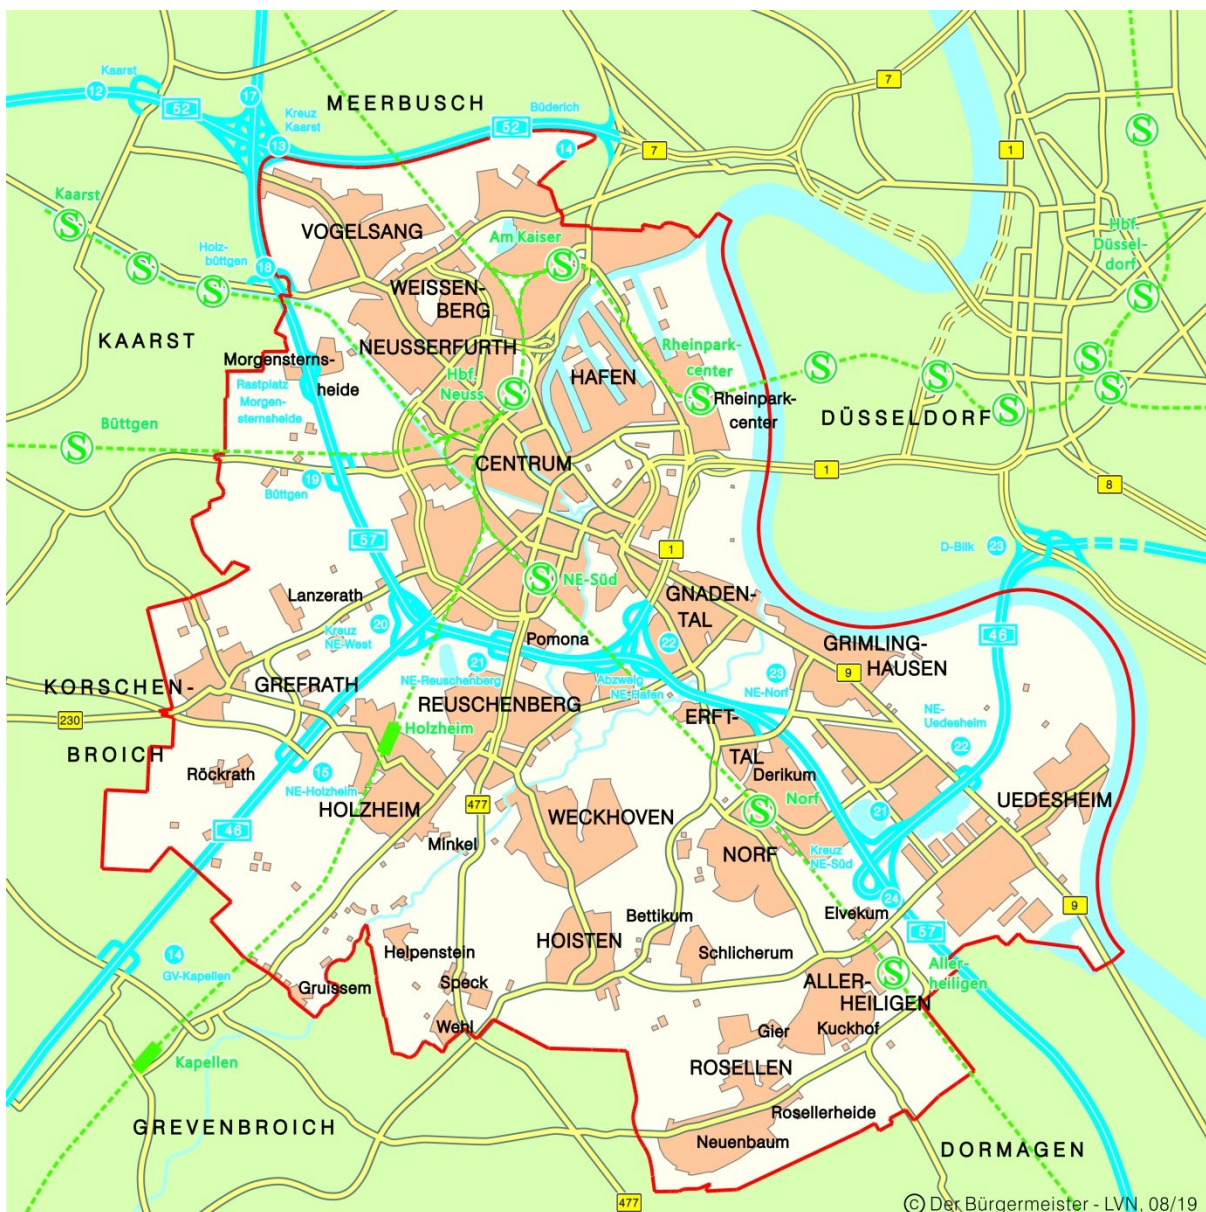 7
Kaarst
12
52
17
Kreuz
Kaarst
13
MEERBUSCH
52
Büderich
14
7
1
S
Kaarst
S
S
S
Holz-
büttgen
18
VOGELSANG
Am Kaiser
S
Hbf.
Düssel-
dorf
S
WEISSEN-
BERG
KAARST
NEUSSERFURTH
Morgensterns-
heide
Rastplatz
Morgen-
sternsheide
Hbf.
Neuss
S
HAFEN
Rheinpark-
center
S
Rheinpark-
center
S
S
S
S
S
DÜSSELDORF
Büttgen
S
19
Büttgen
CENTRUM
1
8
57
1
D-Bilk
23
S
NE-Süd
Lanzerath
GNADEN-
TAL
Kreuz
NE-West
20
Pomona
22
46
GRIMLING-
HAUSEN
21
NE-Reuschenberg
Abzweig
NE-Hafen
23
NE-Norf
9
KORSCHEN-
BROICH
230
GREFRATH
REUSCHENBERG
ERFT-
TAL
NE-
Uedesheim
22
Holzheim
Röckrath
15
NE-Holzheim
HOLZHEIM
Derikum
46
477
WECKHOVEN
S
Norf
21
UEDESHEIM
Minkel
NORF
Kreuz
NE-Süd
24
Elvekum
9
Bettikum
57
14
GV-Kapellen
Helpenstein
HOISTEN
Schlicherum
S
Aller-
heiligen
Gruissem
Speck
ALLER-
HEILIGEN
Wehl
Gier
Kuckhof
Kapellen
ROSELLEN
GREVENBROICH
Rosellerheide
Neuenbaum
DORMAGEN
477
© Der Bürgermeister - LVN, 08/19